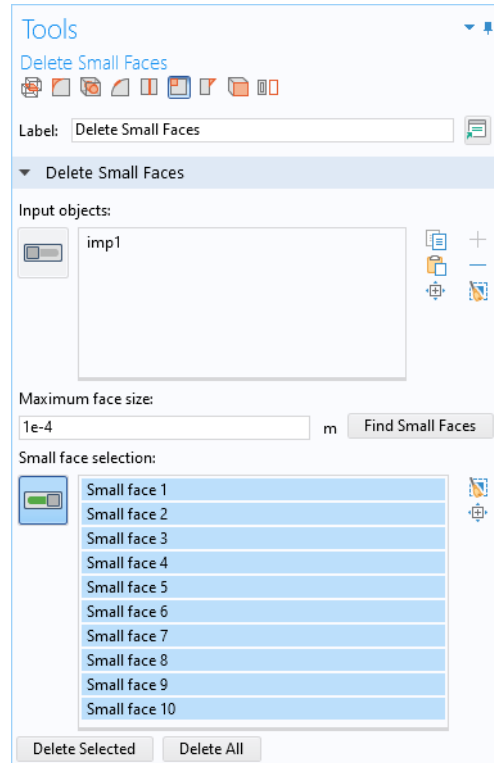 Tools
Delete Small Faces
Label: Delete Small Faces
Delete Small Faces
Input objects:
imp1
Maximum face size:
1e-4 m Find Small Faces
Small face selection:
Small face 1
Small face 2
Small face 3
Small face 4
Small face 5
Small face 6
Small face 7
Small face 8
Small face 9
Small face 10
Delete Selected Delete All